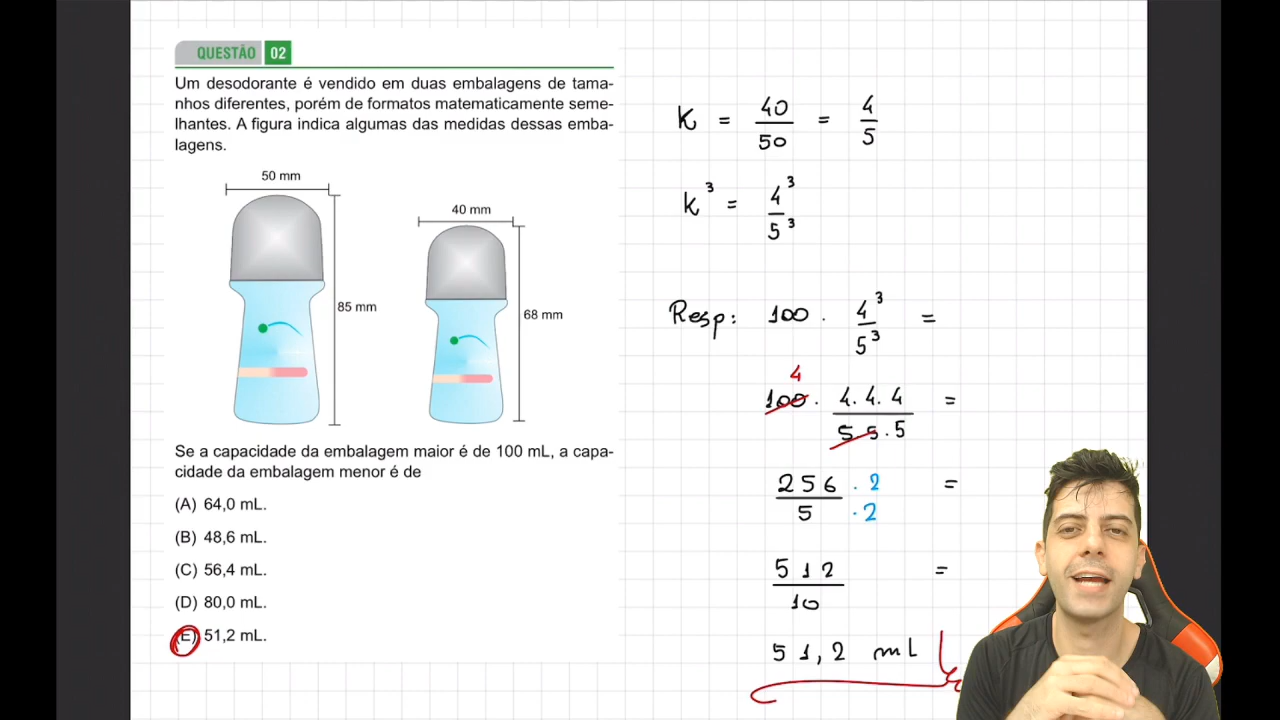 QUESTÃO 02
Um desodorante é vendido em duas embalagens de tama-
nhos diferentes, porém de formatos matematicamente seme-
lhantes. A figura indica algumas das medidas dessas emba-
lagens.
50 mm
40 mm
85 mm
68 mm
Se a capacidade da embalagem maior é de 100 mL, a capa-
cidade da embalagem menor é de
(A) 64,0 mL.
(B) 48,6 mL.
(C) 56,4 mL.
(D) 80,0 mL.
(E) 51,2 mL.
K = 40/50 = 4/5
K³ = 4³/5³
Resp: 100 · 4³/5³ =
4
100 · 4.4.4/5.5.5 =
256/5 ·2/·2 =
512/10 =
51,2 mL